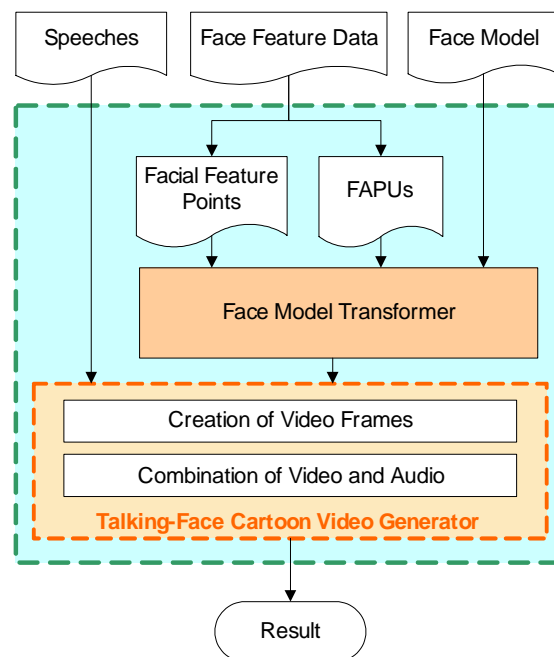 Speeches
Face Feature Data
Face Model
Facial Feature
Points
FAPUs
Face Model Transformer
Creation of Video Frames
Combination of Video and Audio
Talking-Face Cartoon Video Generator
Result